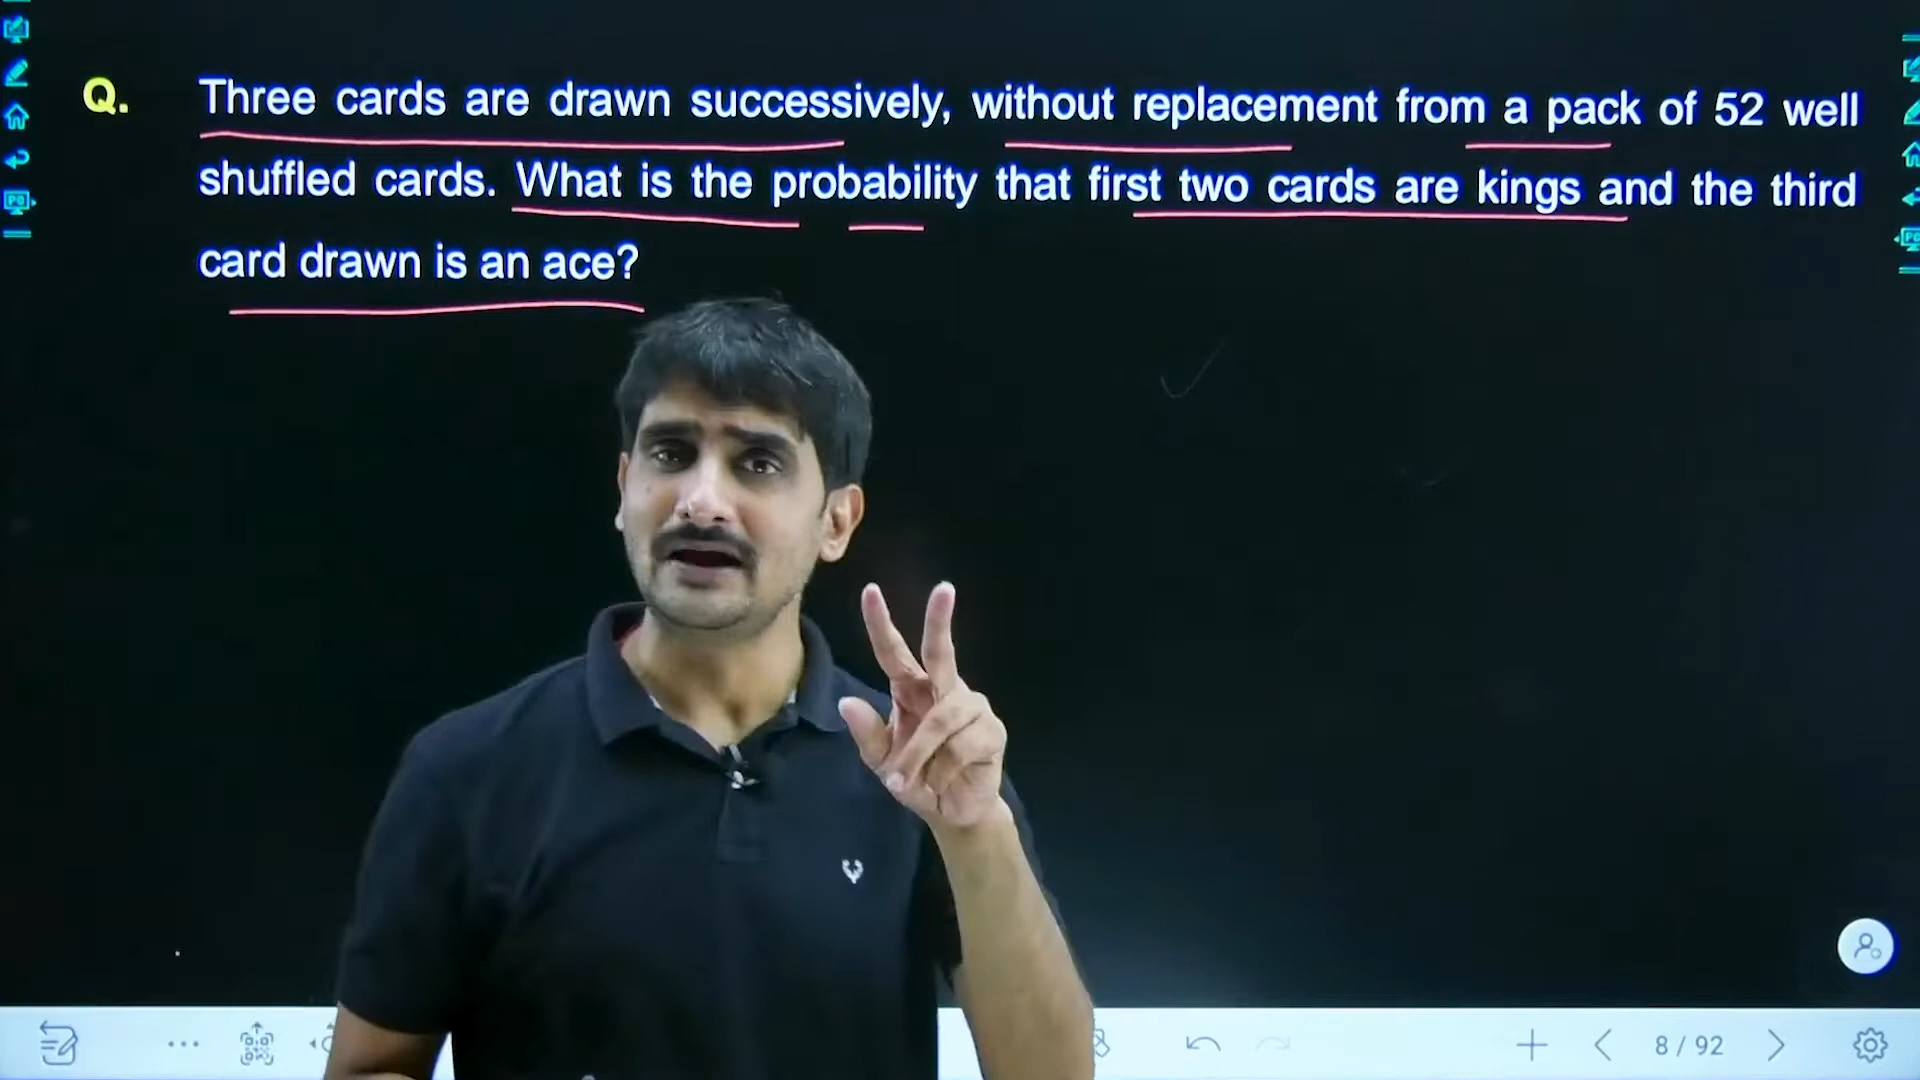 Q. Three cards are drawn successively, without replacement from a pack of 52 well
shuffled cards. What is the probability that first two cards are kings and the third
card drawn is an ace?
8 / 92